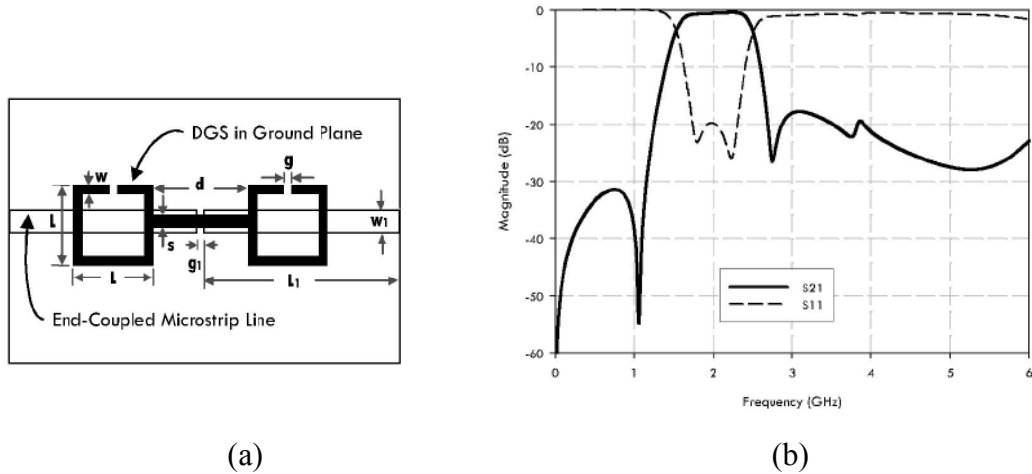 DGS in Ground Plane
w
g
d
L
s
w1
g1
L
L1
End-Coupled Microstrip Line
(a)
0
-10
-20
-30
-40
-50
-60
Magnitude (dB)
S21
S11
0 1 2 3 4 5 6
Frequency (GHz)
(b)